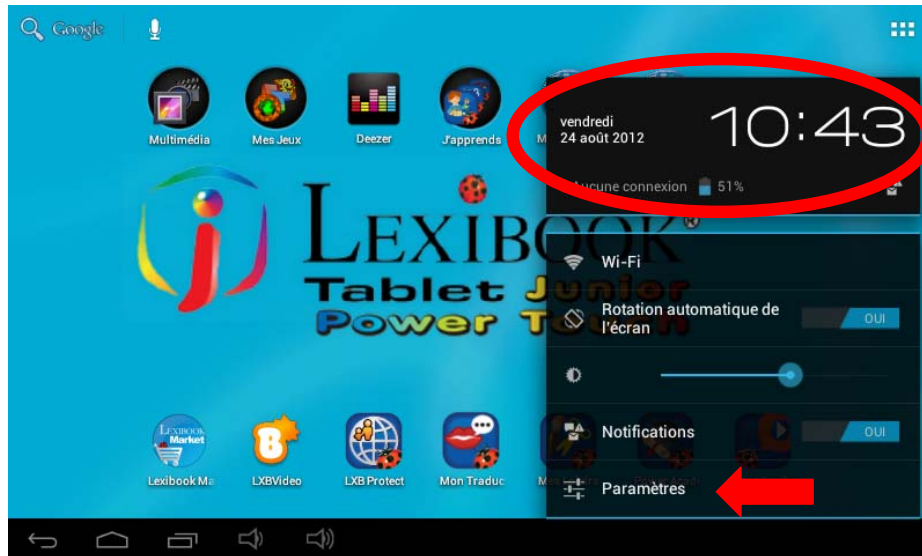 Google
Multimédia
Mes Jeux
Deezer
J'apprends
M
vendredi
24 août 2012
10:43
Aucune connexion 51%
LEXIBOOK
Tablet Junior
Power
Wi-Fi
Rotation automatique de
l'écran
OUI
Notifications
OUI
Paramètres
LEXIBOOK
Market
Lexibook Ma
LXBVideo
LXB Protect
Mon Traduc